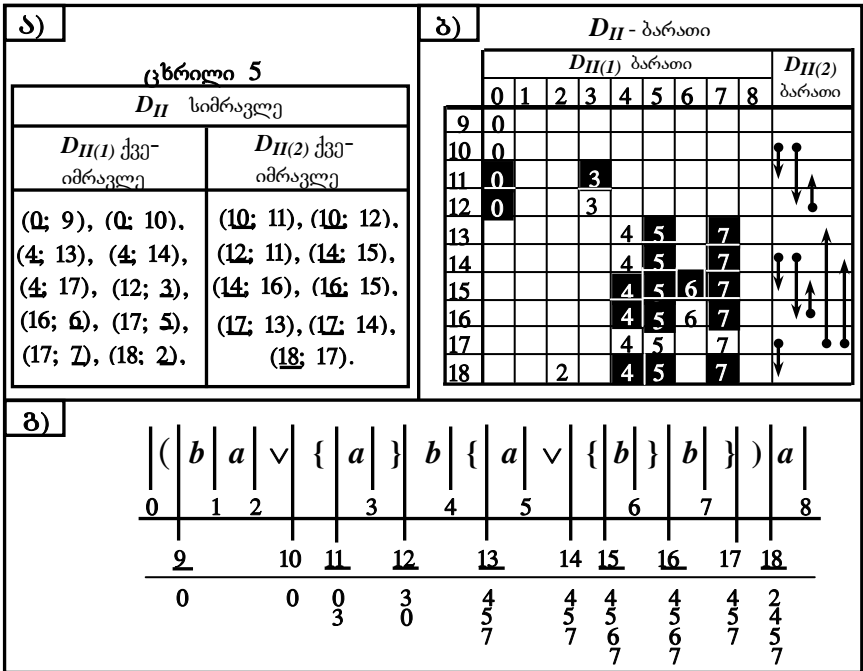 ა)
ცხრილი 5
D_II სიმრავლე
D_II(1) ქვე- D_II(2) ქვე-
იმრავლე იმრავლე
(0; 9), (0; 10), (10; 11), (10; 12),
(4; 13), (4; 14), (12; 11), (14; 15),
(4; 17), (12; 3), (14; 16), (16; 15),
(16; 6), (17; 5), (17; 13), (17; 14),
(17; 7), (18; 2), (18; 17).
ბ)
D_II - ბარათი
D_II(1) ბარათი D_II(2)
ბარათი
0 1 2 3 4 5 6 7 8
9 0
10 0
11 0 3
12 0 3
13 4 5 7
14 4 5 7
15 4 5 6 7
16 4 5 6 7
17 4 5 7
18 2 4 5 7
გ)
|( | b | a | ∨ | { | a | } b | { | a | ∨ | { | b | } | b | } | ) | a |
0 1 2 3 4 5 6 7 8
9 10 11 12 13 14 15 16 17 18
0 0 0 3 4 4 4 4 4 2
3 0 5 5 5 5 5 4
7 7 6 6 7 5
7 7 7